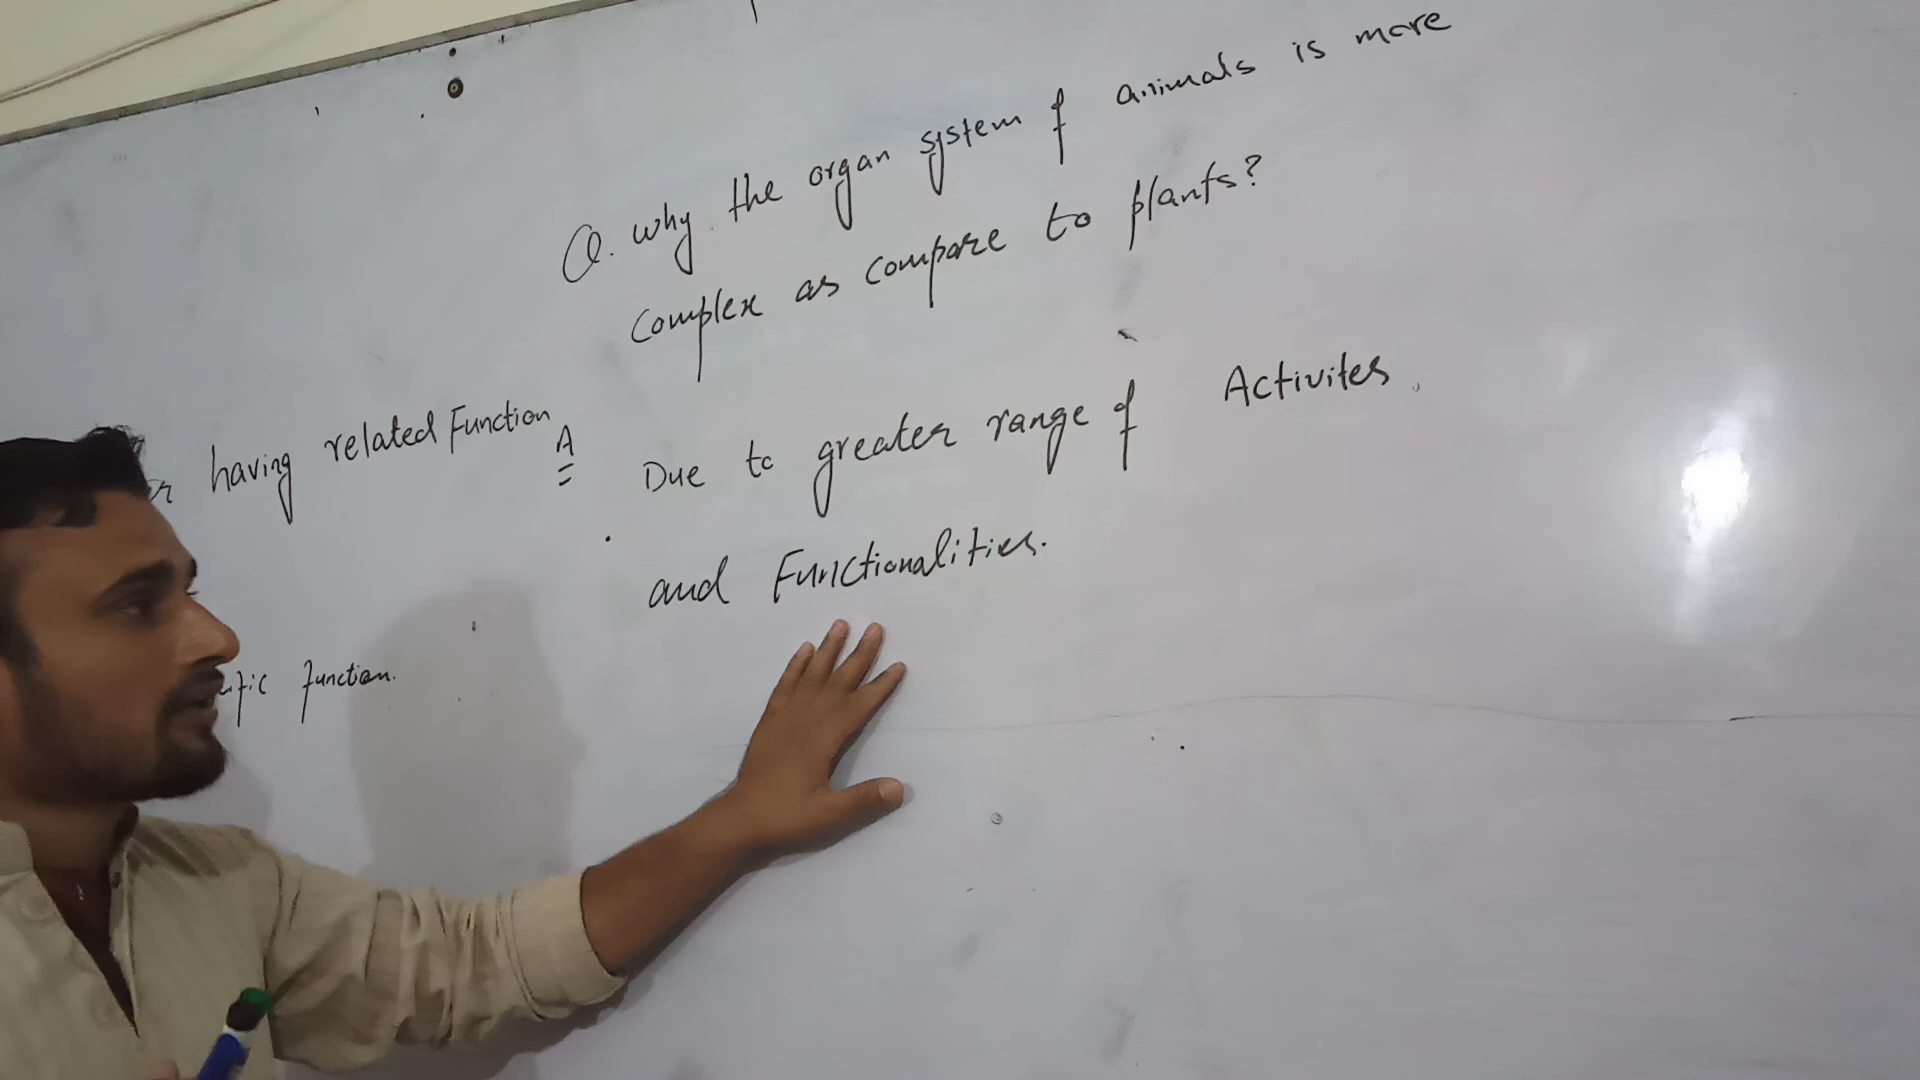 Q. why the organ system of animals is more
complex as compare to plants?
having related Function
A Due to greater range of Activites
and Functionalities.
function.